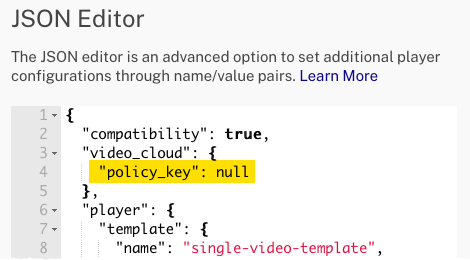 JSON Editor
The JSON editor is an advanced option to set additional player
configurations through name/value pairs. Learn More
1 {
2 "compatibility": true,
3 "video_cloud": {
4 "policy_key": null
5 },
6 "player": {
7 "template": {
8 "name": "single-video-template",